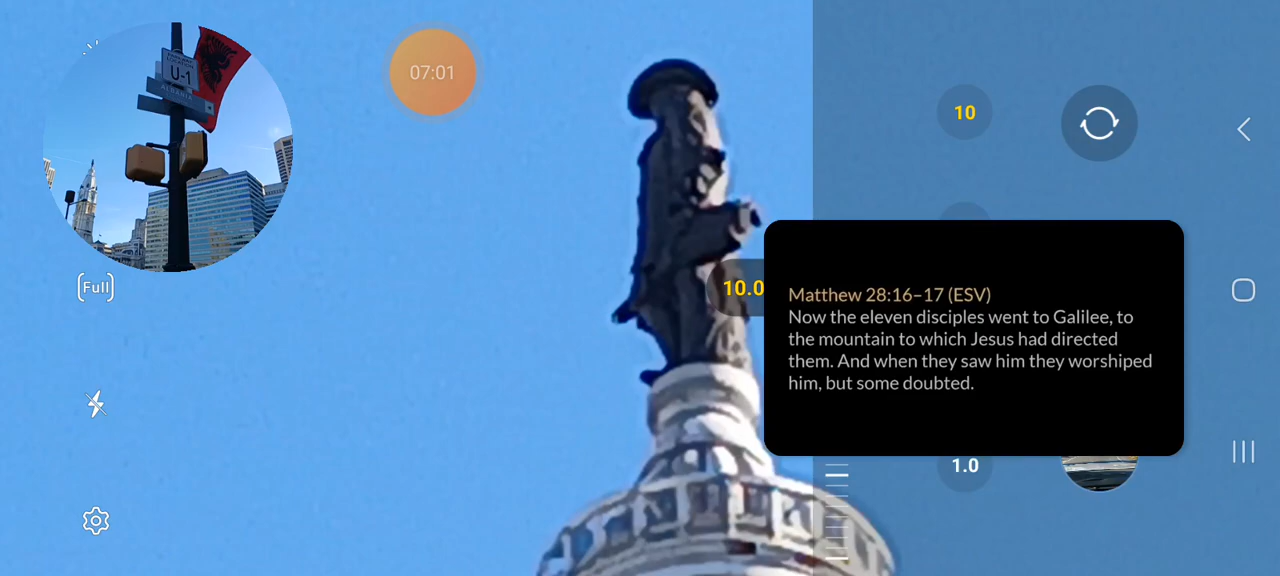 U-1
ALBANIA
07:01
10
Full
10.0
Matthew 28:16–17 (ESV)
Now the eleven disciples went to Galilee, to
the mountain to which Jesus had directed
them. And when they saw him they worshiped
him, but some doubted.
1.0